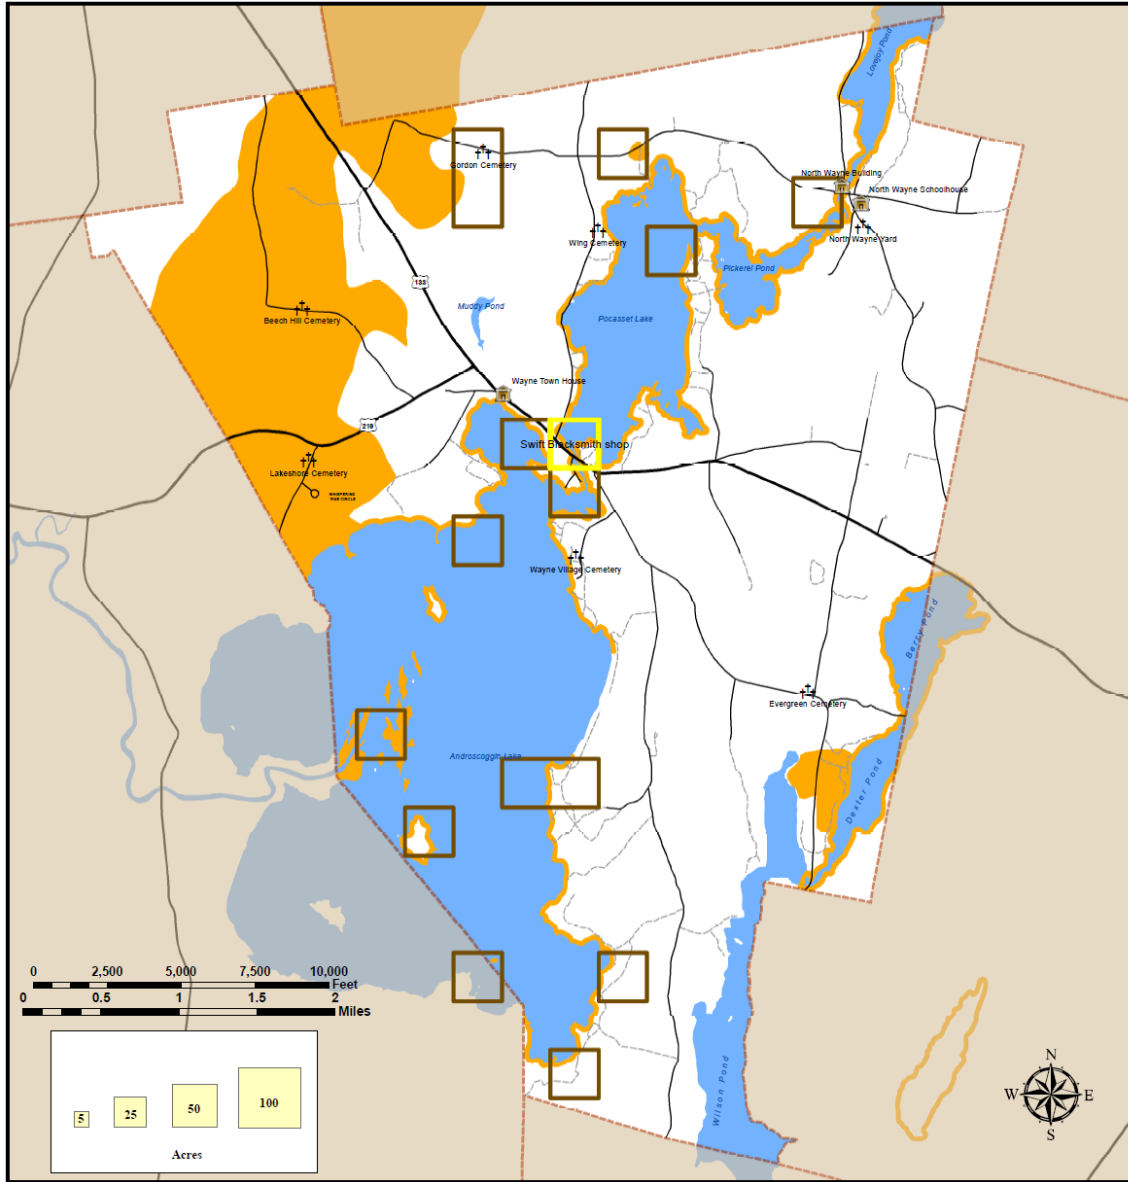 Lovejoy Pond
Gordon Cemetery
North Wayne Building
North Wayne Schoolhouse
Wing Cemetery
North Wayne Yard
Pickerel Pond
133
Muddy Pond
Beech Hill Cemetery
Pocasset Lake
Wayne Town House
219
Swift Blacksmith shop
Lakeshore Cemetery
WHISPERING
PINE CIRCLE
Wayne Village Cemetery
Berry Pond
Evergreen Cemetery
Androscoggin Lake
Dexter Pond
0 2,500 5,000 7,500 10,000
Feet
0 0.5 1 1.5 2
Miles
5 25 50 100
Acres
Wilson Pond
N
W E
S